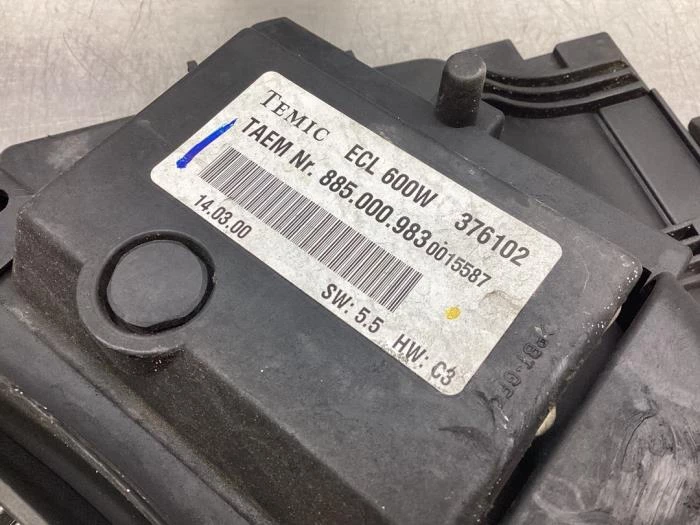 TEMIC ECL 600W 376102
TAEM Nr. 885.000.983 0015587
14.03.00
SW: 5.5 HW: C3